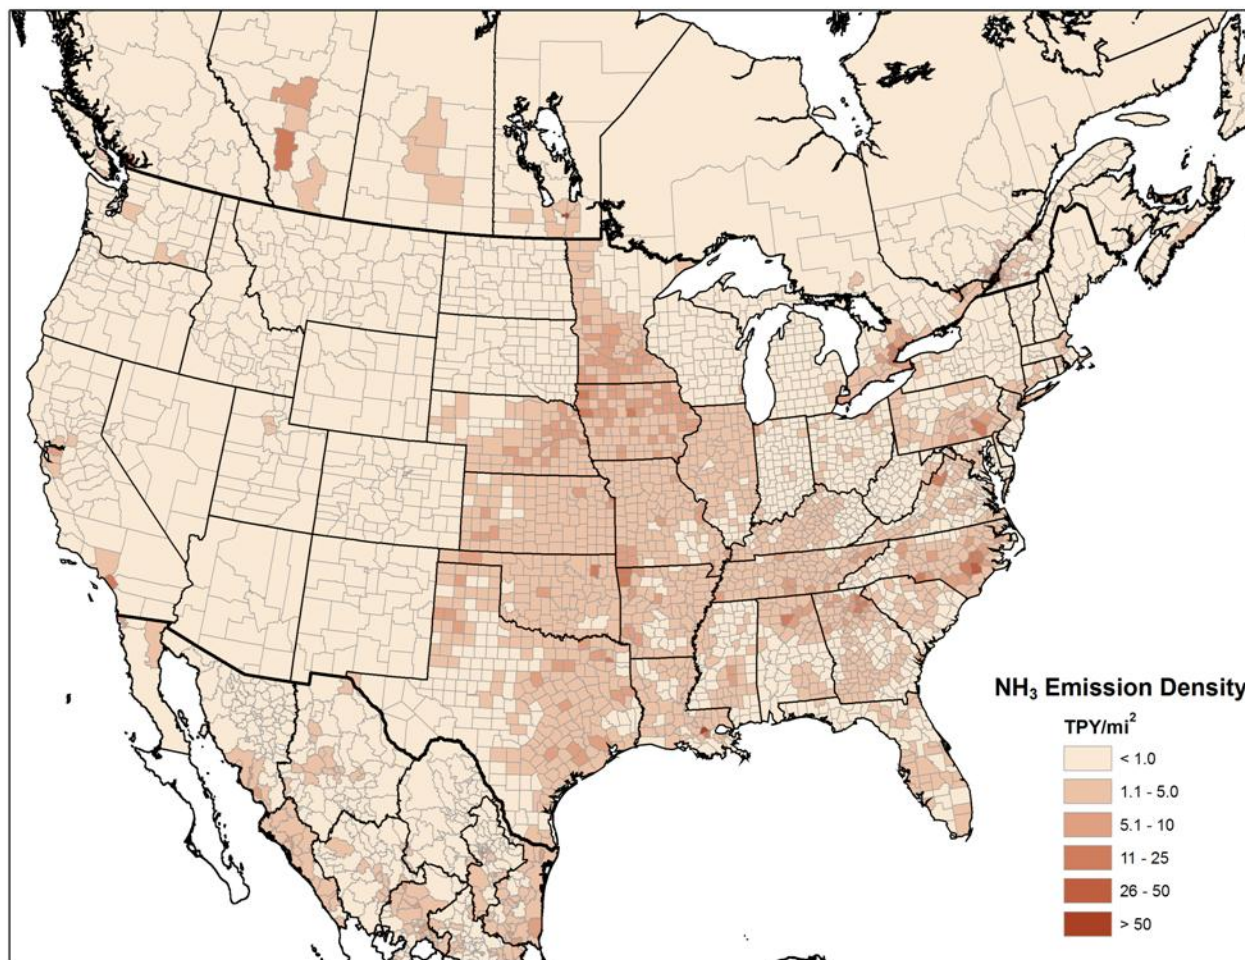 NH₃ Emission Density
TPY/mi²
< 1.0
1.1 - 5.0
5.1 - 10
11 - 25
26 - 50
> 50